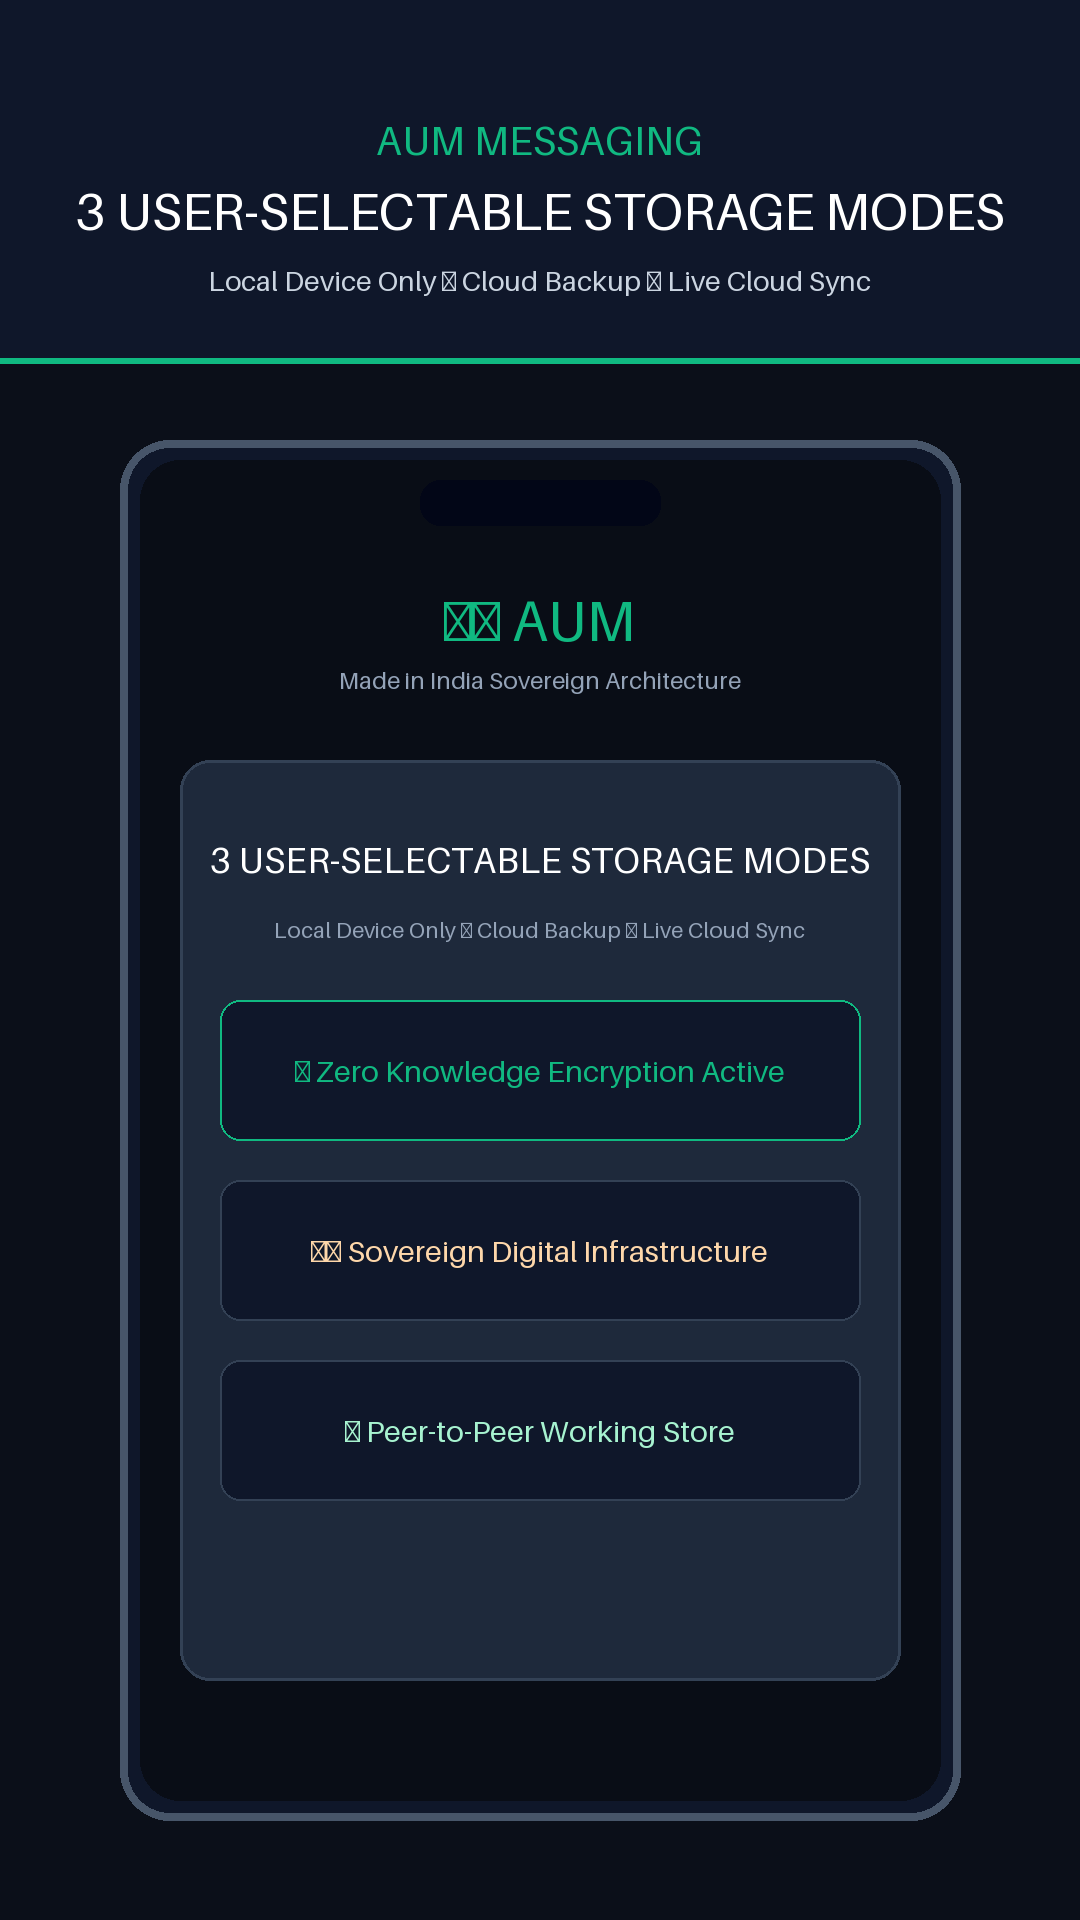 AUM MESSAGING
3 USER-SELECTABLE STORAGE MODES
Local Device Only Cloud Backup Live Cloud Sync
AUM
Made in India Sovereign Architecture
3 USER-SELECTABLE STORAGE MODES
Local Device Only Cloud Backup Live Cloud Sync
Zero Knowledge Encryption Active
Sovereign Digital Infrastructure
Peer-to-Peer Working Store